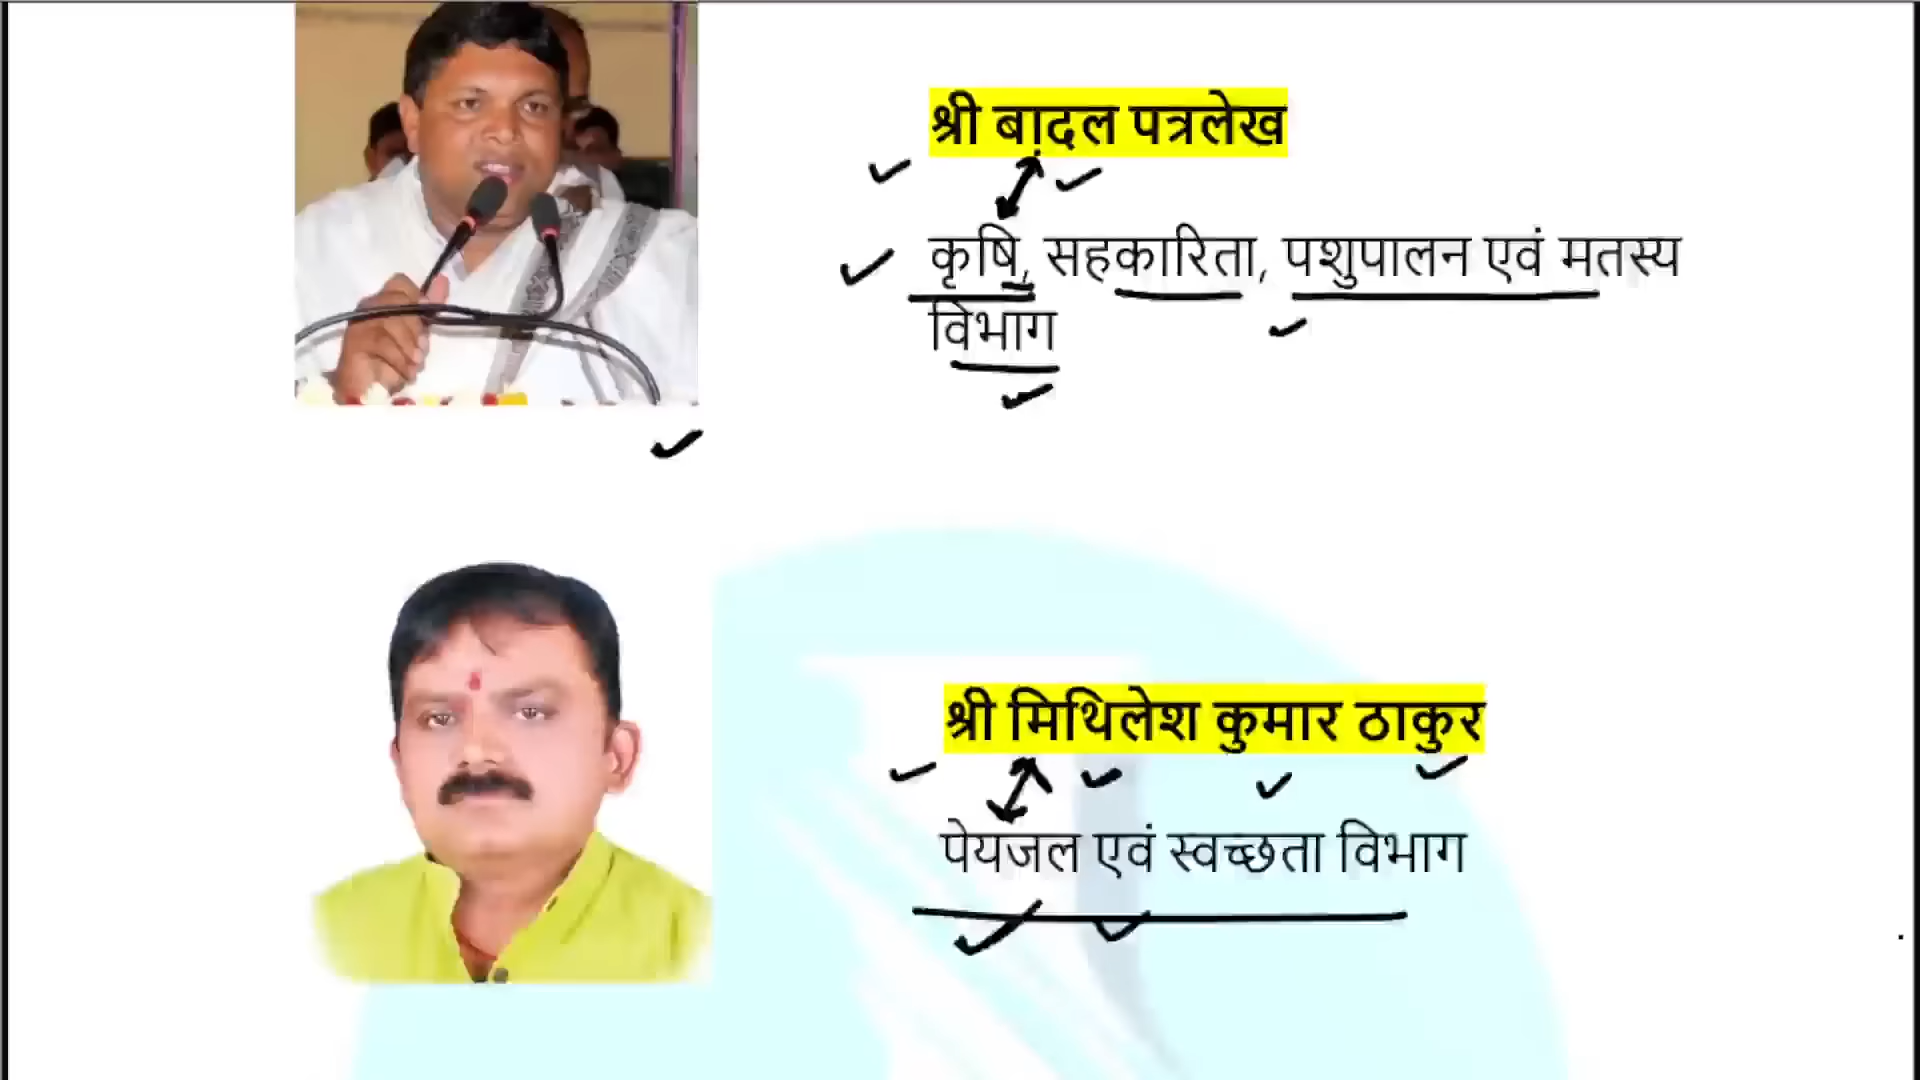 श्री बादल पत्रलेख
कृषि, सहकारिता, पशुपालन एवं मतस्य
विभाग
श्री मिथिलेश कुमार ठाकुर
पेयजल एवं स्वच्छता विभाग